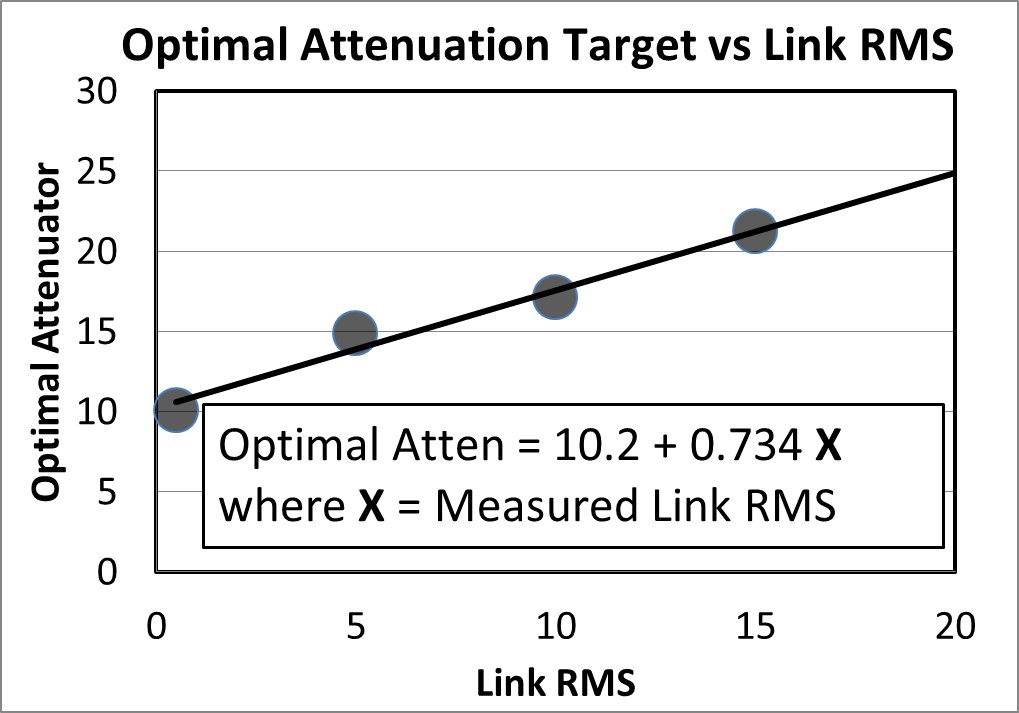 Optimal Attenuation Target vs Link RMS
30
25
20
15
10
5
0
Optimal Attenuator
Optimal Atten = 10.2 + 0.734 X
where X = Measured Link RMS
0 5 10 15 20
Link RMS